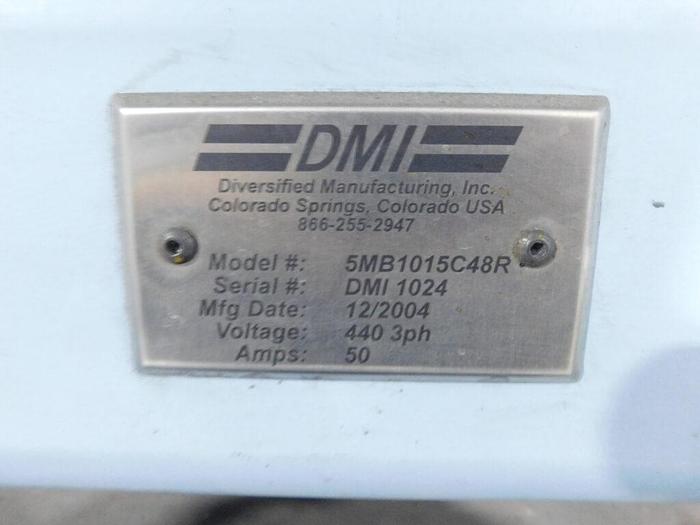 DMI
Diversified Manufacturing, Inc.
Colorado Springs, Colorado USA
866-255-2947
Model #: 5MB1015C48R
Serial #: DMI 1024
Mfg Date: 12/2004
Voltage: 440 3ph
Amps: 50